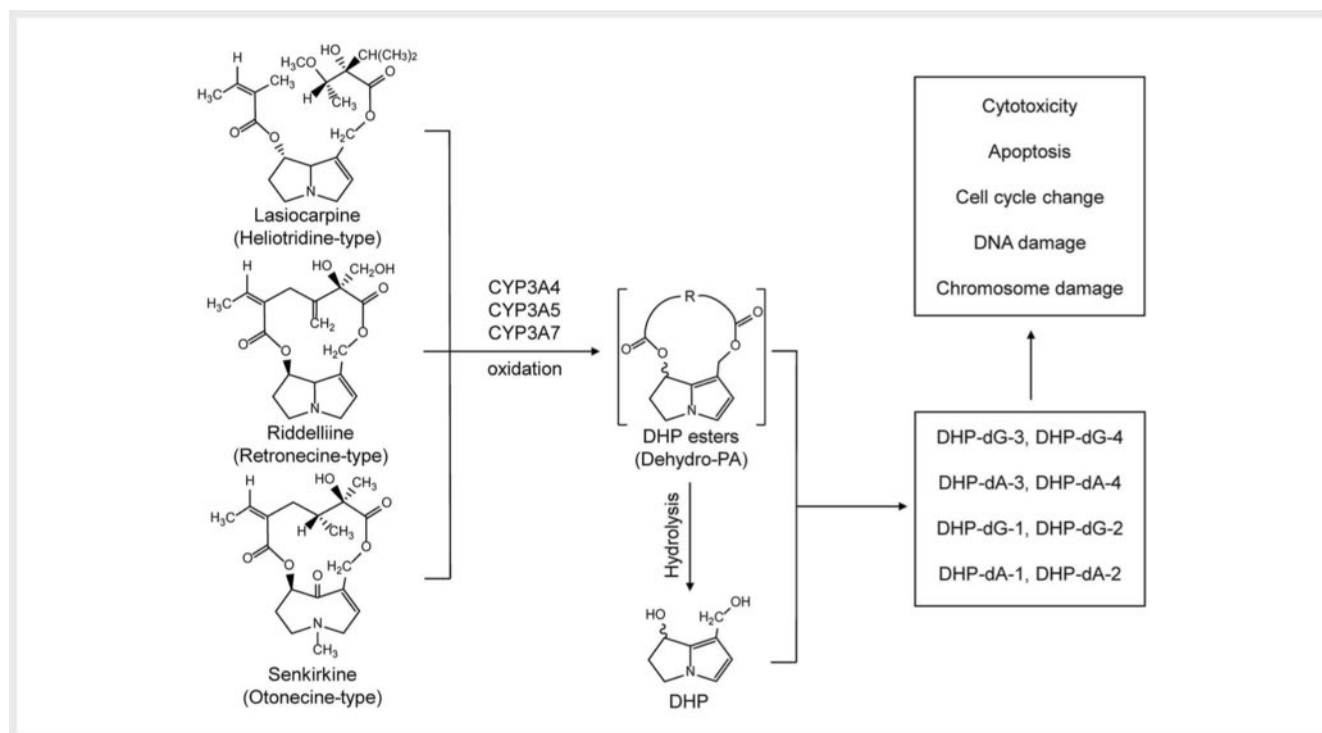 H
HO
CH(CH3)2
H3CO
O
CH3
H3C
H
CH3
O
O
O
H2C
N
Lasiocarpine
(Heliotridine-type)
H
HO
CH2OH
O
H3C
CH2
O
O
O
H2C
N
Riddelliine
(Retronecine-type)
HO
CH3
H
O
H3C
H
CH3
O
O
O
O
H2C
N
CH3
Senkirkine
(Otonecine-type)
CYP3A4
CYP3A5
CYP3A7
oxidation
R
O
O
O
O
N
DHP esters
(Dehydro-PA)
Hydrolysis
HO
H2C
OH
N
DHP
Cytotoxicity
Apoptosis
Cell cycle change
DNA damage
Chromosome damage
DHP-dG-3, DHP-dG-4
DHP-dA-3, DHP-dA-4
DHP-dG-1, DHP-dG-2
DHP-dA-1, DHP-dA-2